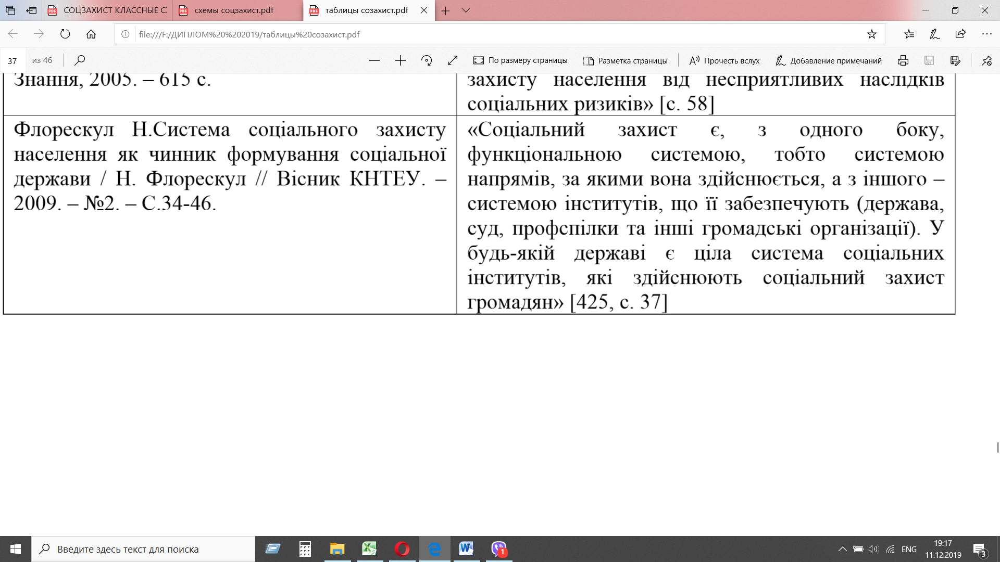 СОЦЗАХИСТ КЛАССНЫЕ С
схемы соцзахист.pdf
таблицы созахист.pdf
file:///F:/ДИПЛОМ%20%202019/таблицы%20созахист.pdf
37 из 46
По размеру страницы
Разметка страницы
Прочесть вслух
Добавление примечаний
Знання, 2005. – 615 с.
захисту населення від несприятливих наслідків
соціальних ризиків» [с. 58]
Флорескул Н.Система соціального захисту
населення як чинник формування соціальної
держави / Н. Флорескул // Вісник КНТЕУ. –
2009. – №2. – С.34-46.
«Соціальний захист є, з одного боку,
функціональною системою, тобто системою
напрямів, за якими вона здійснюється, а з іншого –
системою інститутів, що її забезпечують (держава,
суд, профспілки та інші громадські організації). У
будь-якій державі є ціла система соціальних
інститутів, які здійснюють соціальний захист
громадян» [425, с. 37]
Введите здесь текст для поиска
1
ENG
19:17
11.12.2019
3